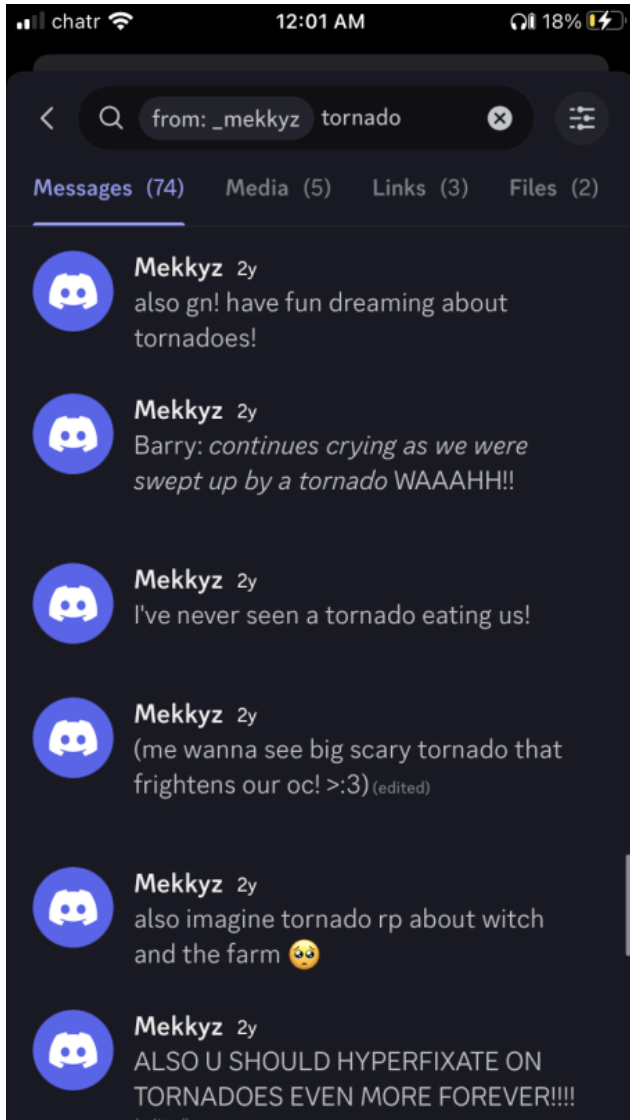 chatr 12:01 AM 18%
from: _mekkyz tornado
Messages (74) Media (5) Links (3) Files (2)
Mekkyz 2y
also gn! have fun dreaming about
tornadoes!
Mekkyz 2y
Barry: continues crying as we were
swept up by a tornado WAAAHH!!
Mekkyz 2y
I've never seen a tornado eating us!
Mekkyz 2y
(me wanna see big scary tornado that
frightens our oc! >:3) (edited)
Mekkyz 2y
also imagine tornado rp about witch
and the farm 🥺
Mekkyz 2y
ALSO U SHOULD HYPERFIXATE ON
TORNADOES EVEN MORE FOREVER!!!!